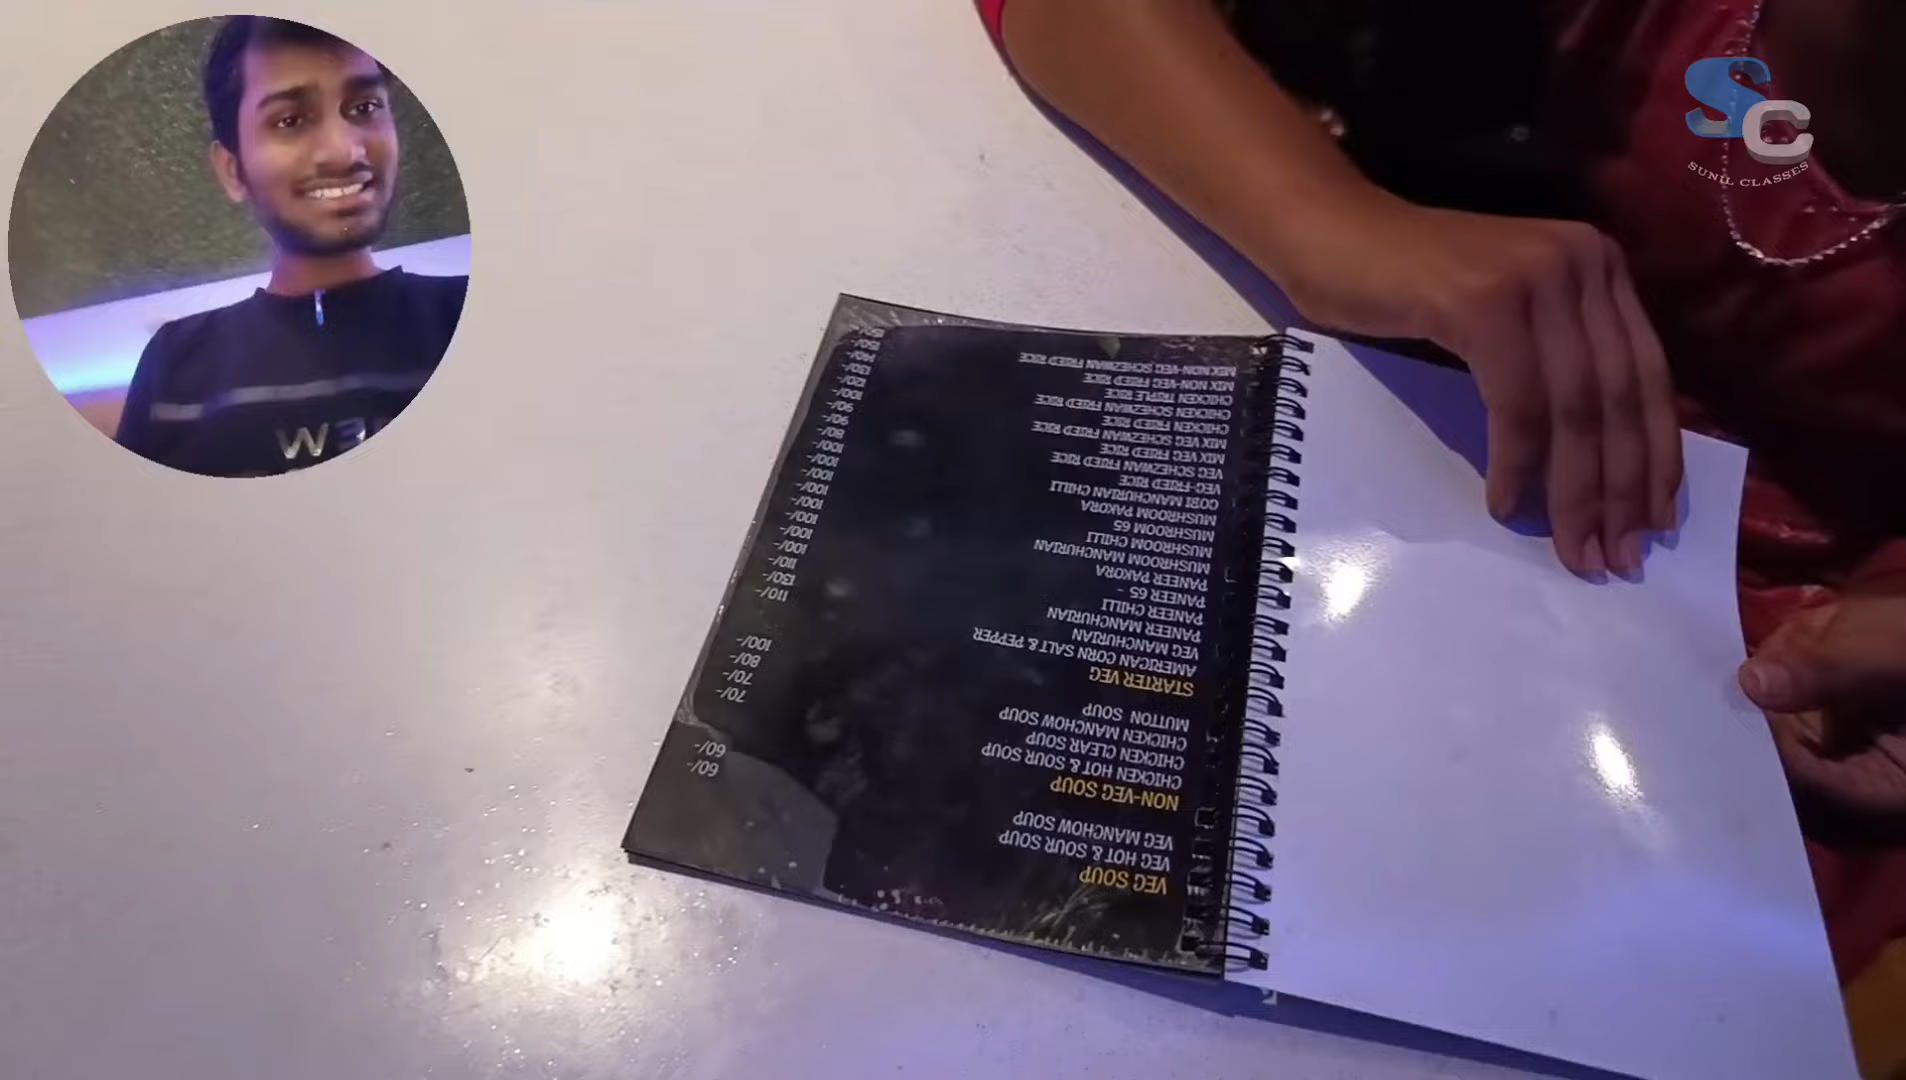 SC
SUNIL CLASSES
VEG SOUP
VEG HOT & SOUR SOUP 60/-
VEG MANCHOW SOUP 60/-
NON-VEG SOUP
CHICKEN HOT & SOUR SOUP 70/-
CHICKEN CLEAR SOUP 70/-
CHICKEN MANCHOW SOUP 80/-
MUTTON SOUP 100/-
STARTER VEG
AMERICAN CORN SALT & PEPPER 110/-
VEG MANCHURIAN 130/-
PANEER MANCHURIAN 110/-
PANEER CHILLI 100/-
PANEER 65 - 100/-
PANEER PAKORA 100/-
MUSHROOM MANCHURIAN 100/-
MUSHROOM CHILLI 100/-
MUSHROOM 65 100/-
MUSHROOM PAKORA 100/-
GOBI MANCHURIAN CHILLI 100/-
VEG-FRIED RICE 80/-
VEG SCHEZWAN FRIED RICE 90/-
MIX VEG FRIED RICE 90/-
MIX VEG SCHEZWAN FRIED RICE 100/-
CHICKEN FRIED RICE 120/-
CHICKEN SCHEZWAN FRIED RICE 130/-
CHICKEN TRIPLE RICE 140/-
MIX NON-VEG FRIED RICE 150/-
MIX NON-VEG SCHEZWAN FRIED RICE 150/-